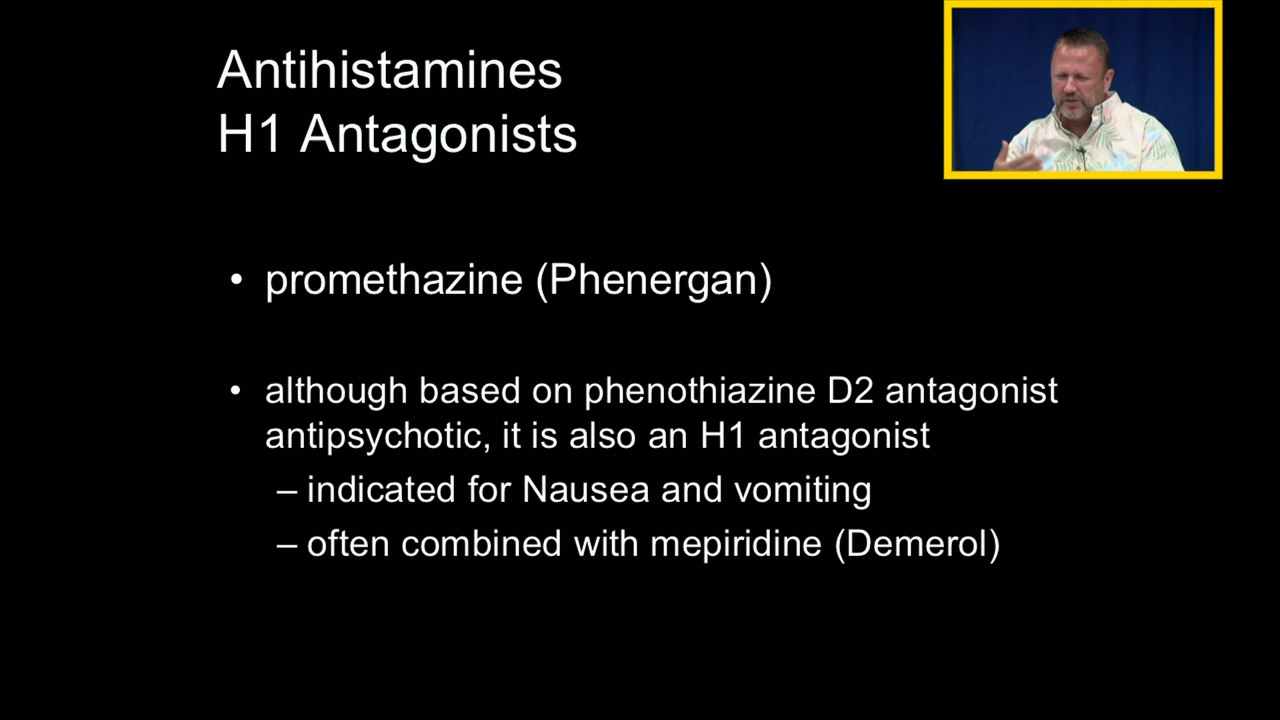 Antihistamines
H1 Antagonists
• promethazine (Phenergan)
• although based on phenothiazine D2 antagonist
antipsychotic, it is also an H1 antagonist
– indicated for Nausea and vomiting
– often combined with mepiridine (Demerol)